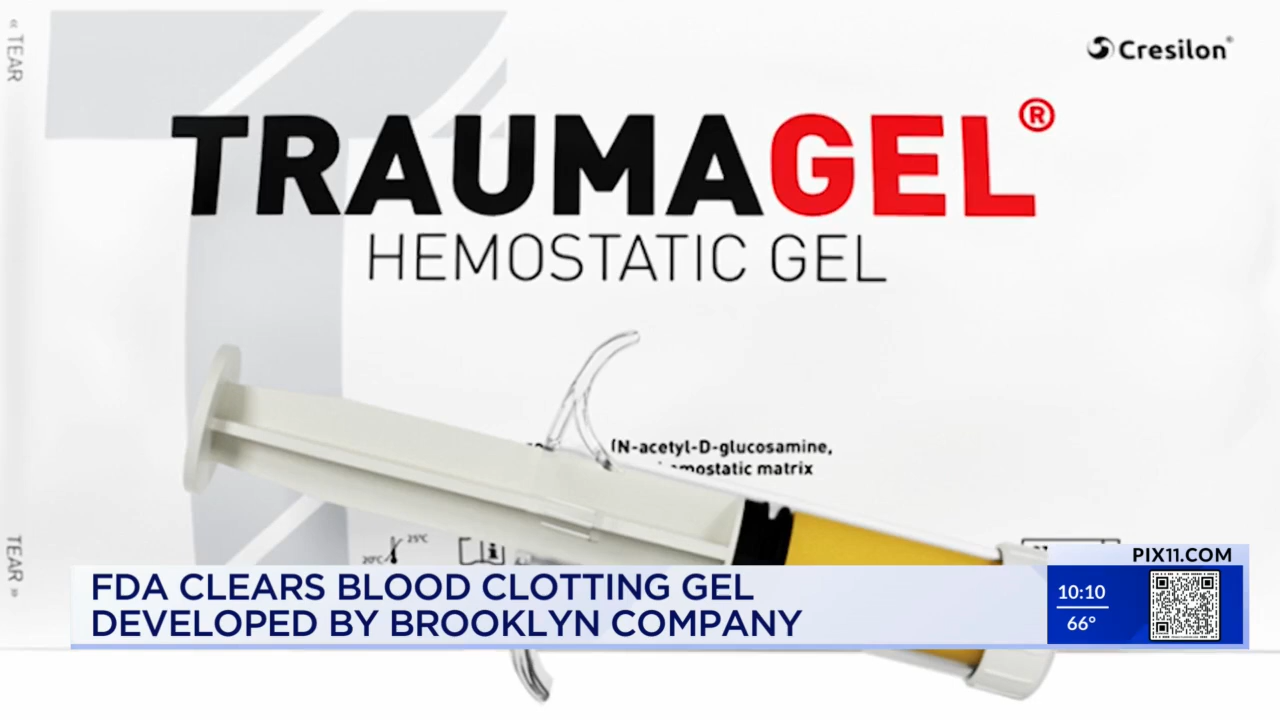 « TEAR
Cresilon®
TRAUMAGEL®
HEMOSTATIC GEL
(N-acetyl-D-glucosamine,
matrix
25°C
20°C
TEAR »
PIX11.COM
FDA CLEARS BLOOD CLOTTING GEL
DEVELOPED BY BROOKLYN COMPANY
10:10
66°